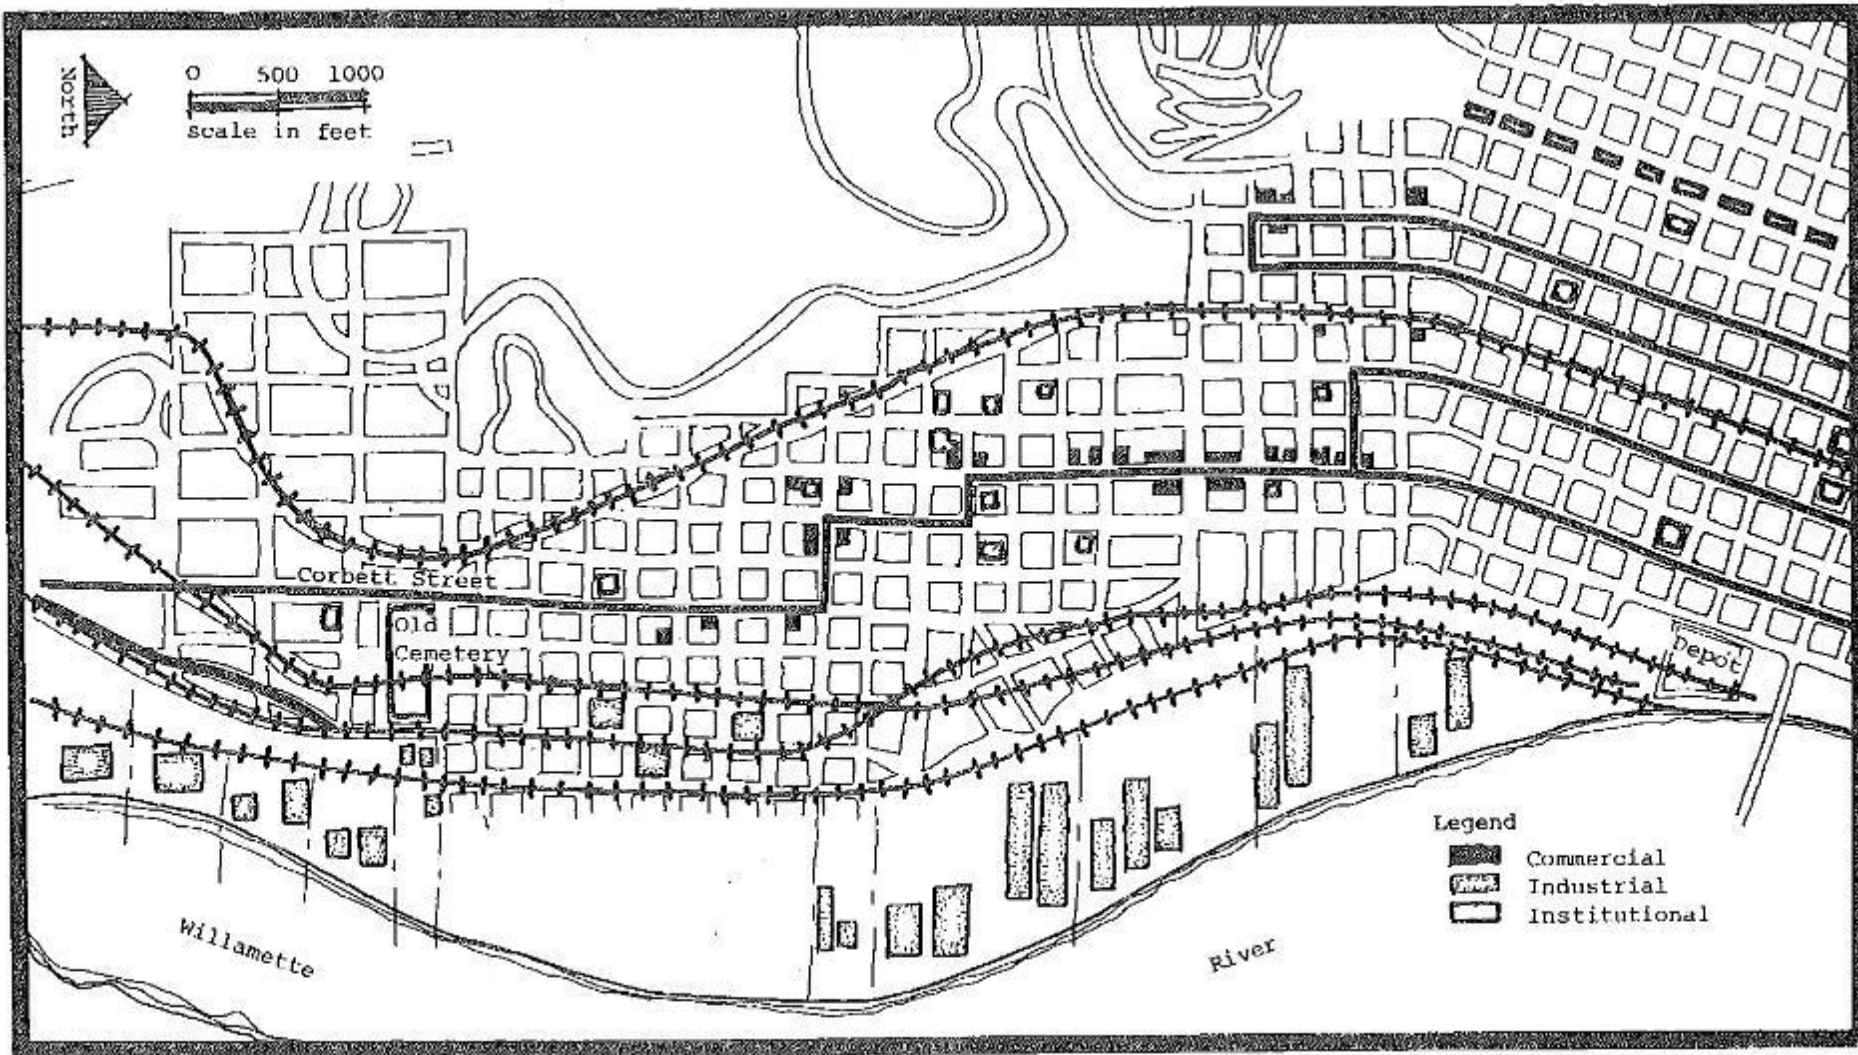 North
0 500 1000
scale in feet
Corbett Street
Old
Cemetery
Depot
Legend
Commercial
Industrial
Institutional
Willamette
River